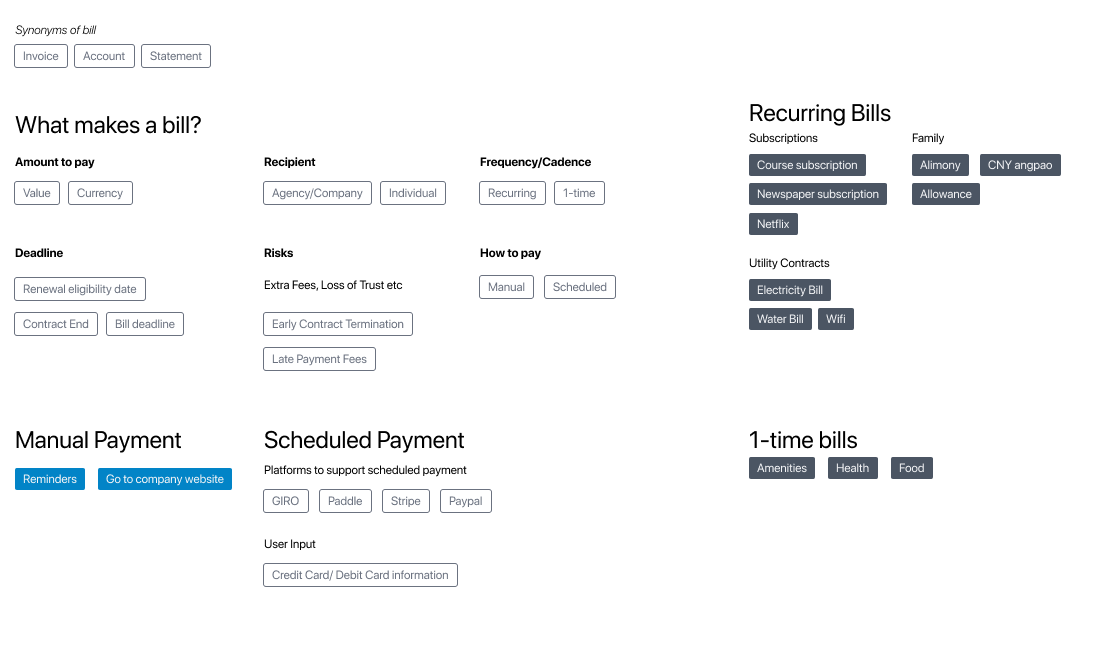 Synonyms of bill
Invoice Account Statement
What makes a bill?
Amount to pay
Value Currency
Recipient
Agency/Company Individual
Frequency/Cadence
Recurring 1-time
Deadline
Renewal eligibility date
Contract End Bill deadline
Risks
Extra Fees, Loss of Trust etc
Early Contract Termination
Late Payment Fees
How to pay
Manual Scheduled
Recurring Bills
Subscriptions
Course subscription
Newspaper subscription
Netflix
Family
Alimony CNY angpao
Allowance
Utility Contracts
Electricity Bill
Water Bill Wifi
Manual Payment
Reminders Go to company website
Scheduled Payment
Platforms to support scheduled payment
GIRO Paddle Stripe Paypal
User Input
Credit Card/ Debit Card information
1-time bills
Amenities Health Food